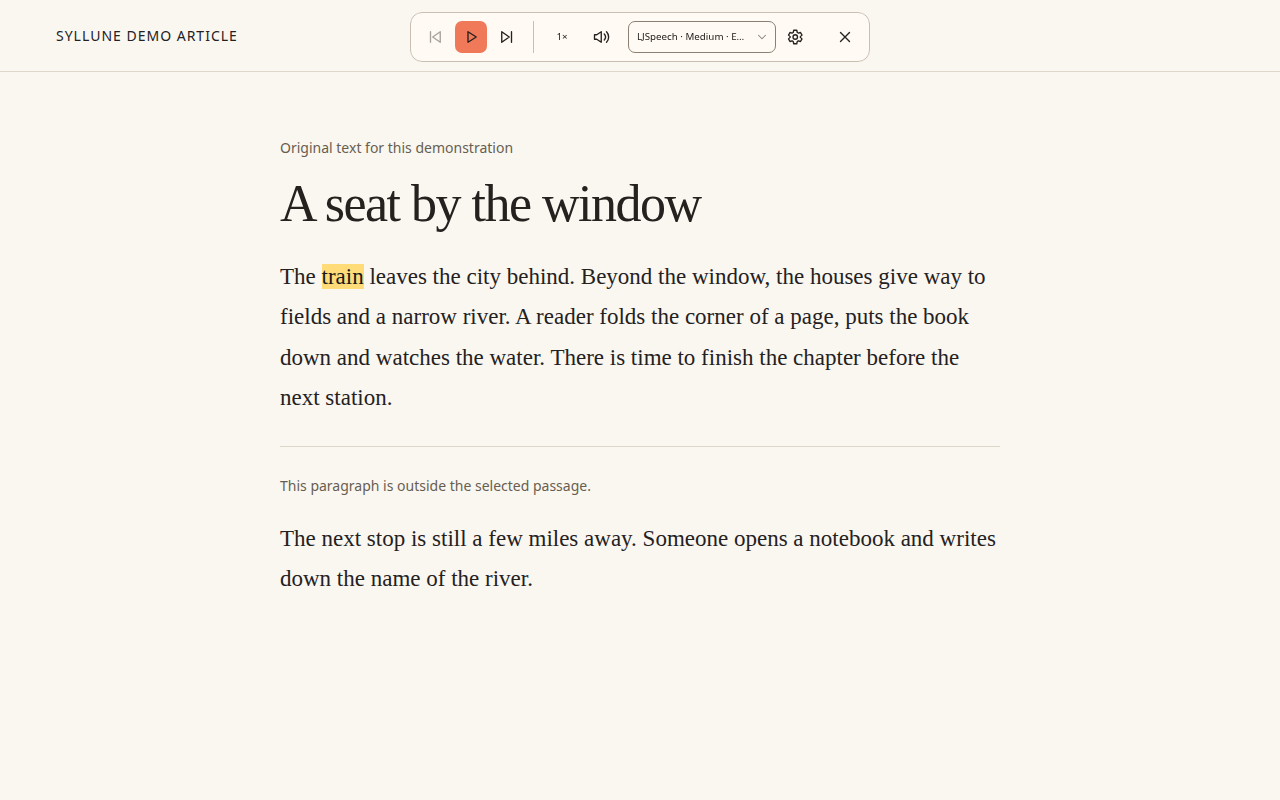 SYLLUNE DEMO ARTICLE
1×
LJSpeech · Medium · E...
Original text for this demonstration
A seat by the window
The train leaves the city behind. Beyond the window, the houses give way to
fields and a narrow river. A reader folds the corner of a page, puts the book
down and watches the water. There is time to finish the chapter before the
next station.
This paragraph is outside the selected passage.
The next stop is still a few miles away. Someone opens a notebook and writes
down the name of the river.